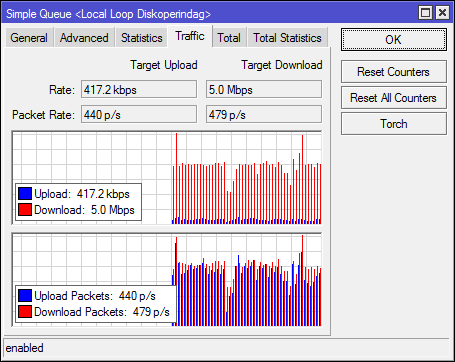 Simple Queue <Local Loop Diskoperindag>
General Advanced Statistics Traffic Total Total Statistics
OK
Target Upload Target Download
Reset Counters
Rate: 417.2 kbps 5.0 Mbps
Reset All Counters
Packet Rate: 440 p/s 479 p/s
Torch
Upload: 417.2 kbps
Download: 5.0 Mbps
Upload Packets: 440 p/s
Download Packets: 479 p/s
enabled